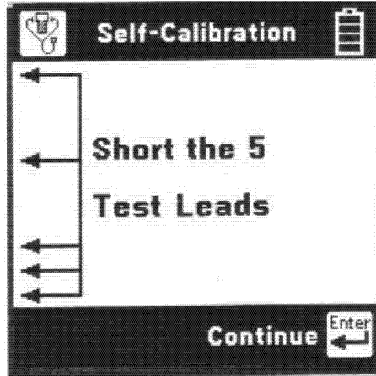 Self-Calibration
Short the 5
Test Leads
Continue Enter